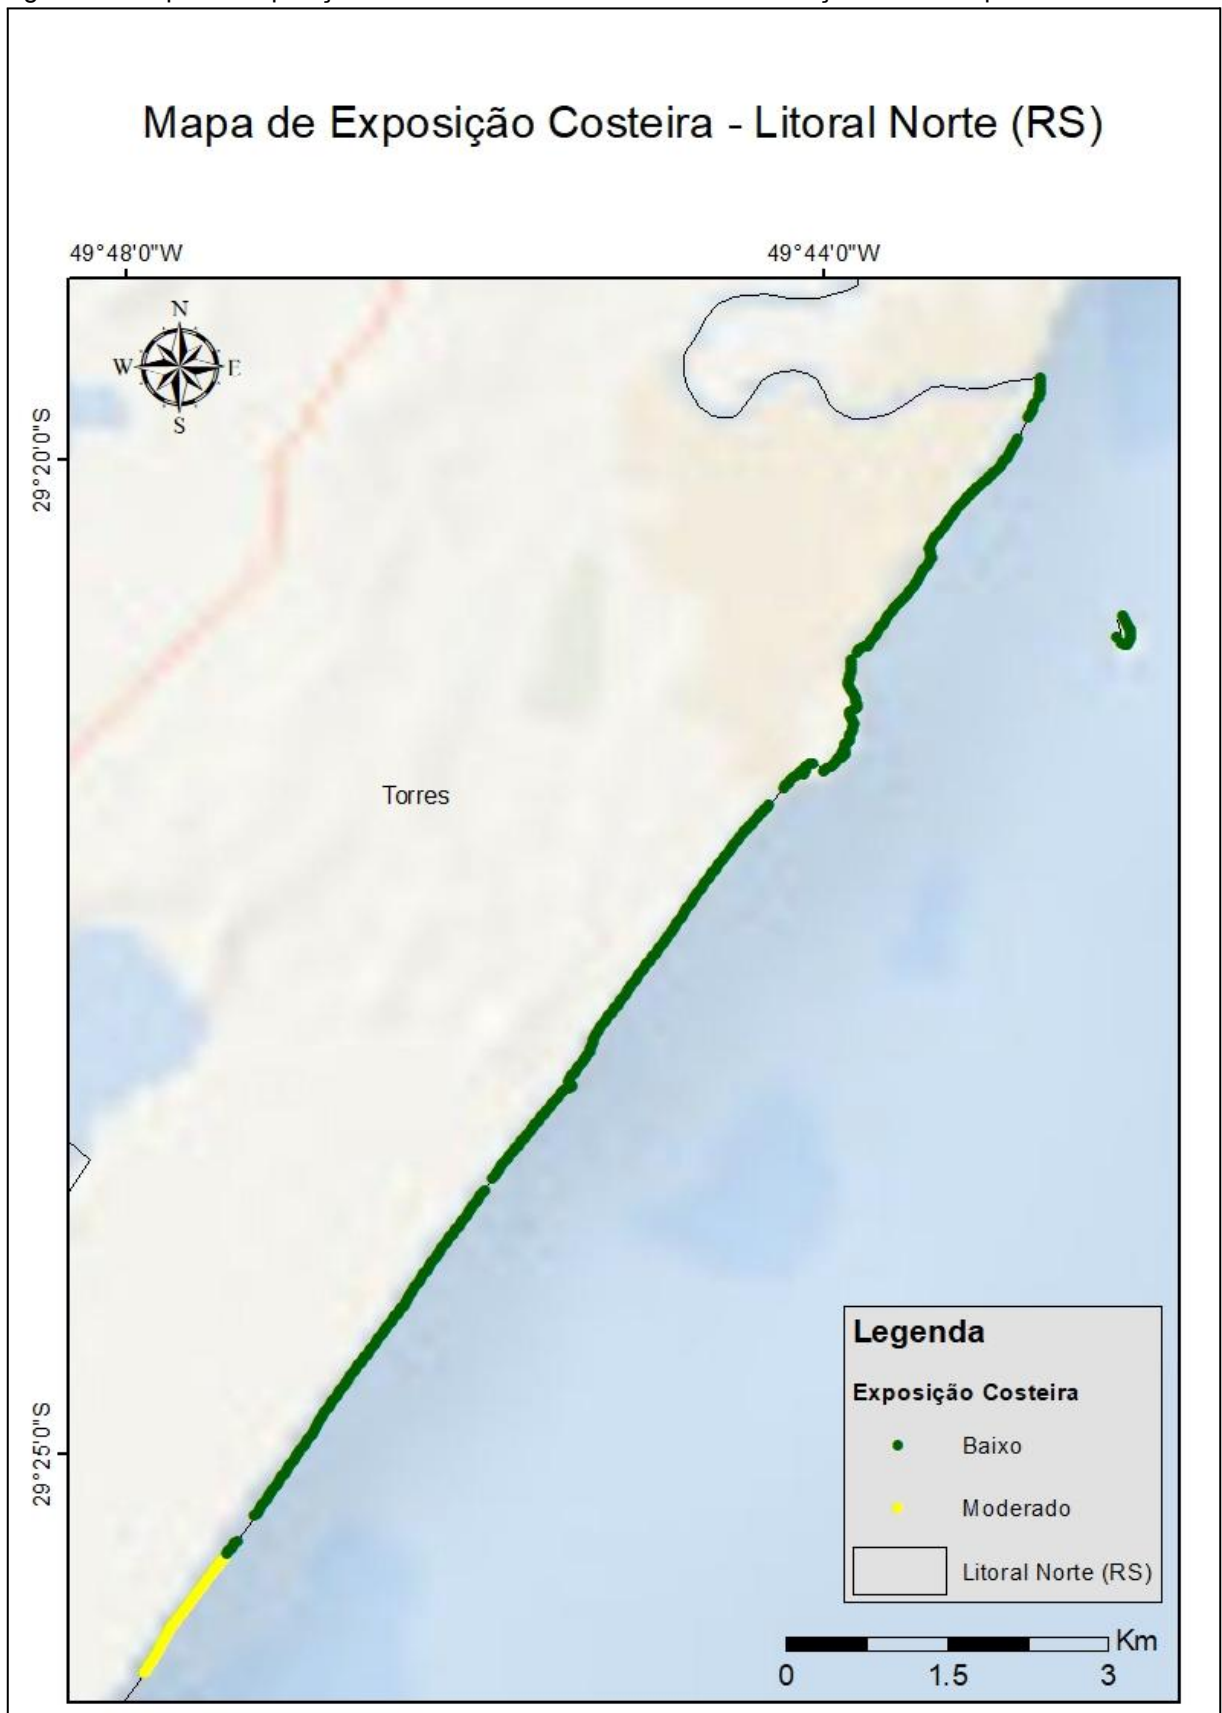 Mapa de Exposição Costeira - Litoral Norte (RS)
49°48'0"W
49°44'0"W
N
W
E
S
29°20'0"S
Torres
29°25'0"S
Legenda
Exposição Costeira
Baixo
Moderado
Litoral Norte (RS)
Km
0
1.5
3